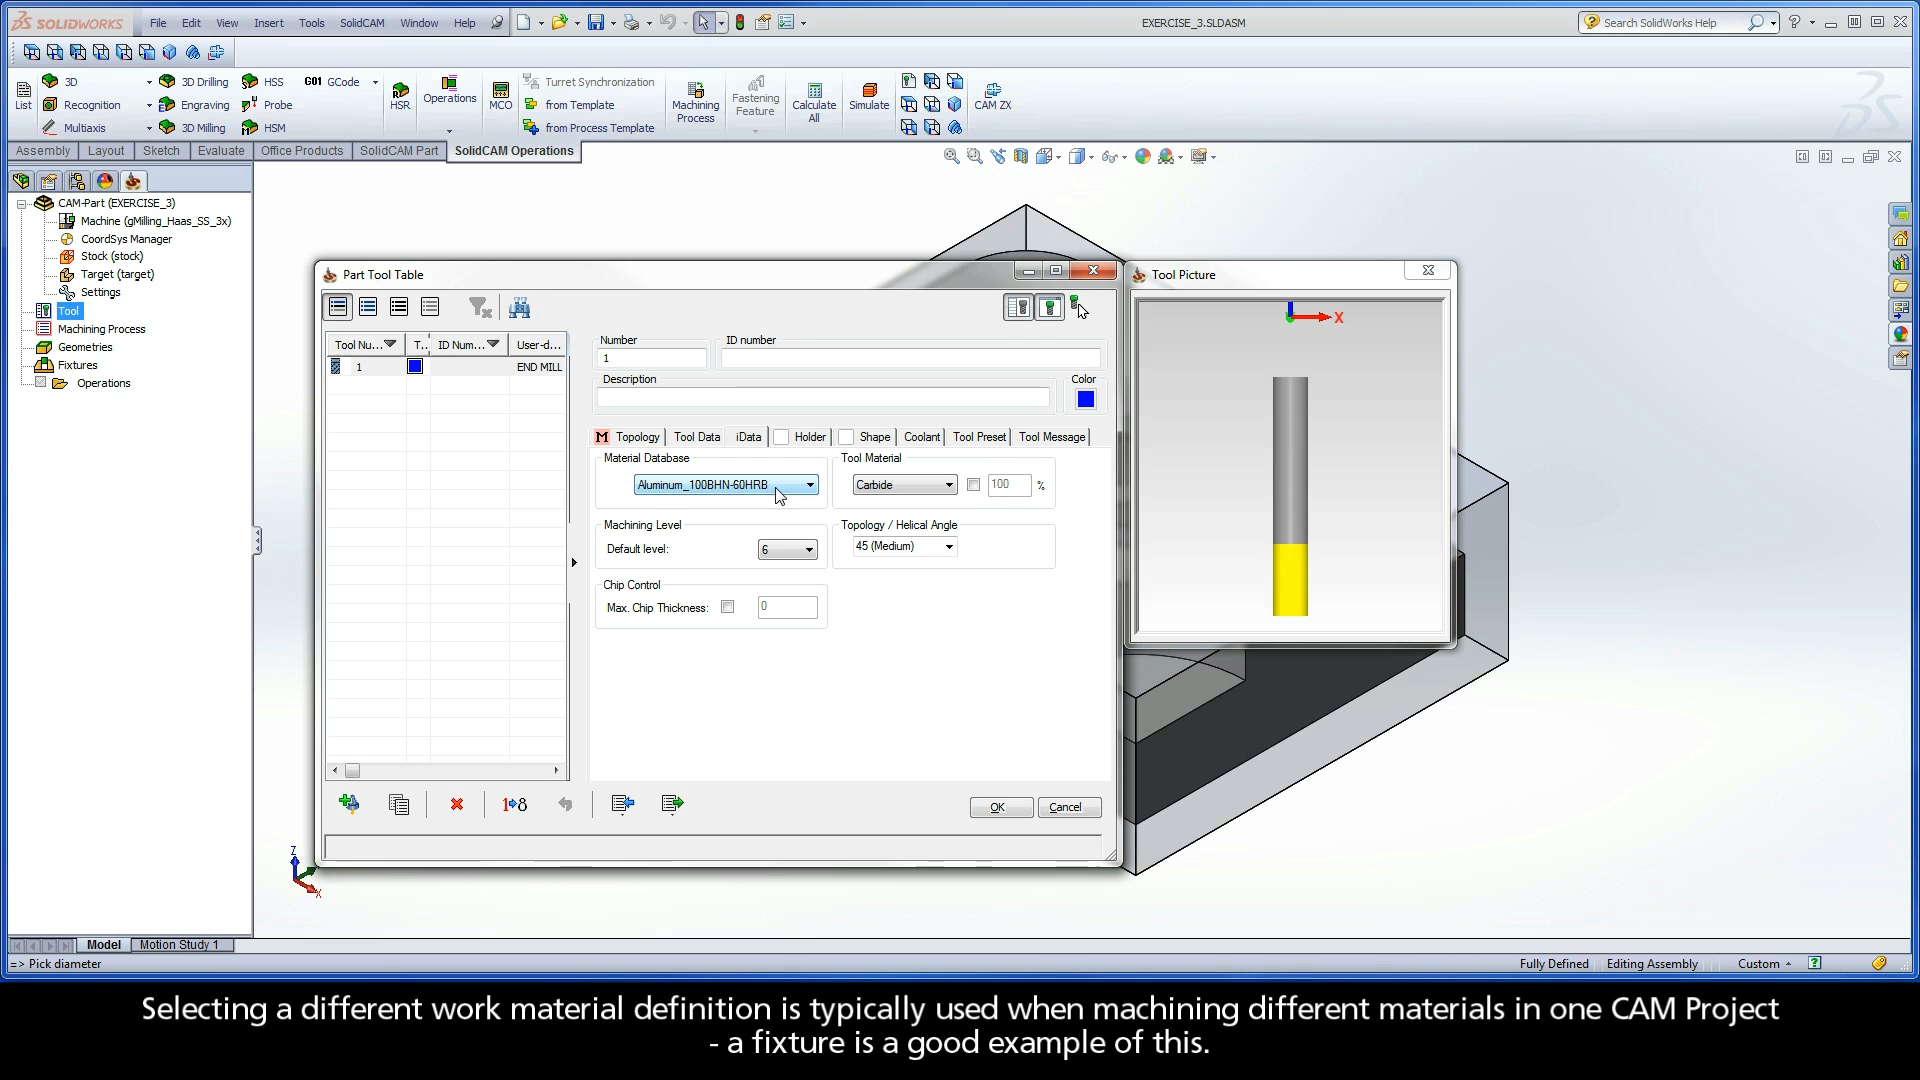 SOLIDWORKS
File Edit View Insert Tools SolidCAM Window Help
EXERCISE_3.SLDASM
Search SolidWorks Help
3D
3D Drilling
HSS
G01 GCode
Recognition
Engraving
Probe
Multiaxis
3D Milling
HSM
List
HSR
Operations
MCO
Turret Synchronization
from Template
from Process Template
Machining
Process
Fastening
Feature
Calculate
All
Simulate
CAM ZX
Assembly Layout Sketch Evaluate Office Products SolidCAM Part SolidCAM Operations
CAM-Part (EXERCISE_3)
Machine (gMilling_Haas_SS_3x)
CoordSys Manager
Stock (stock)
Target (target)
Settings
Tool
Machining Process
Geometries
Fixtures
Operations
Part Tool Table
Tool Nu... T.. ID Num... User-d...
1 END MILL
Number
1
ID number
Description
Color
M Topology Tool Data iData Holder Shape Coolant Tool Preset Tool Message
Material Database
Aluminum_100BHN-60HRB
Tool Material
Carbide 100 %
Machining Level
Default level: 6
Topology / Helical Angle
45 (Medium)
Chip Control
Max. Chip Thickness: 0
1 8
OK Cancel
Tool Picture
X
Z
X
Model Motion Study 1
=> Pick diameter
Fully Defined Editing Assembly Custom
Selecting a different work material definition is typically used when machining different materials in one CAM Project
- a fixture is a good example of this.